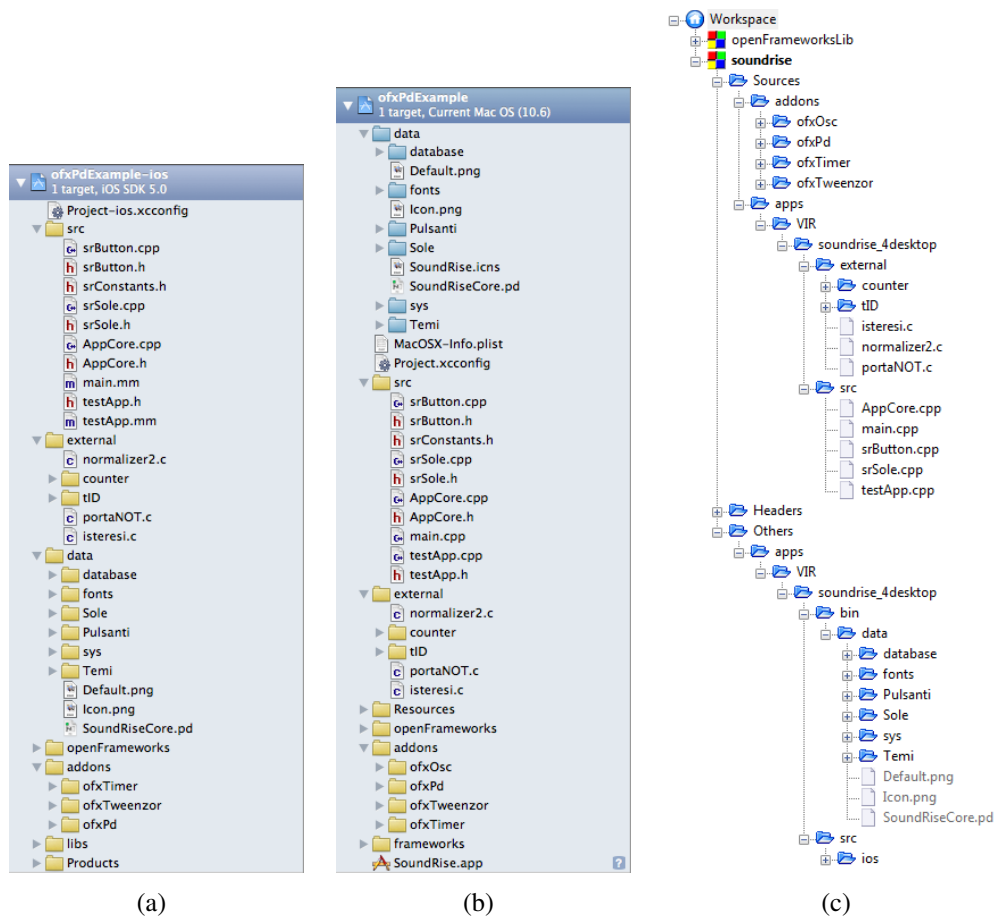 ofxPdExample-ios
1 target, iOS SDK 5.0
Project-ios.xcconfig
src
srButton.cpp
srButton.h
srConstants.h
srSole.cpp
srSole.h
AppCore.cpp
AppCore.h
main.mm
testApp.h
testApp.mm
external
normalizer2.c
counter
tID
portaNOT.c
isteresi.c
data
database
fonts
Sole
Pulsanti
sys
Temi
Default.png
Icon.png
SoundRiseCore.pd
openFrameworks
addons
ofxTimer
ofxTweenzor
ofxPd
libs
Products
(a)
ofxPdExample
1 target, Current Mac OS (10.6)
data
database
Default.png
fonts
Icon.png
Pulsanti
Sole
SoundRise.icns
SoundRiseCore.pd
sys
Temi
MacOSX-Info.plist
Project.xcconfig
src
srButton.cpp
srButton.h
srConstants.h
srSole.cpp
srSole.h
AppCore.cpp
AppCore.h
main.cpp
testApp.cpp
testApp.h
external
normalizer2.c
counter
tID
portaNOT.c
isteresi.c
Resources
openFrameworks
addons
ofxOsc
ofxPd
ofxTweenzor
ofxTimer
frameworks
SoundRise.app ?
(b)
Workspace
openFrameworksLib
soundrise
Sources
addons
ofxOsc
ofxPd
ofxTimer
ofxTweenzor
apps
VIR
soundrise_4desktop
external
counter
tID
isteresi.c
normalizer2.c
portaNOT.c
src
AppCore.cpp
main.cpp
srButton.cpp
srSole.cpp
testApp.cpp
Headers
Others
apps
VIR
soundrise_4desktop
bin
data
database
fonts
Pulsanti
Sole
sys
Temi
Default.png
Icon.png
SoundRiseCore.pd
src
ios
(c)